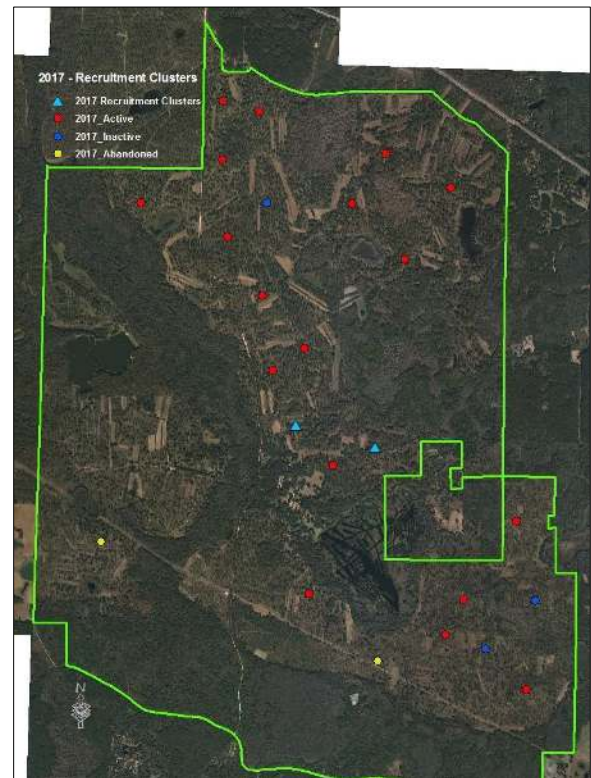 2017 - Recruitment Clusters
2017 Recruitment Clusters
2017_Active
2017_Inactive
2017_Abandoned
N